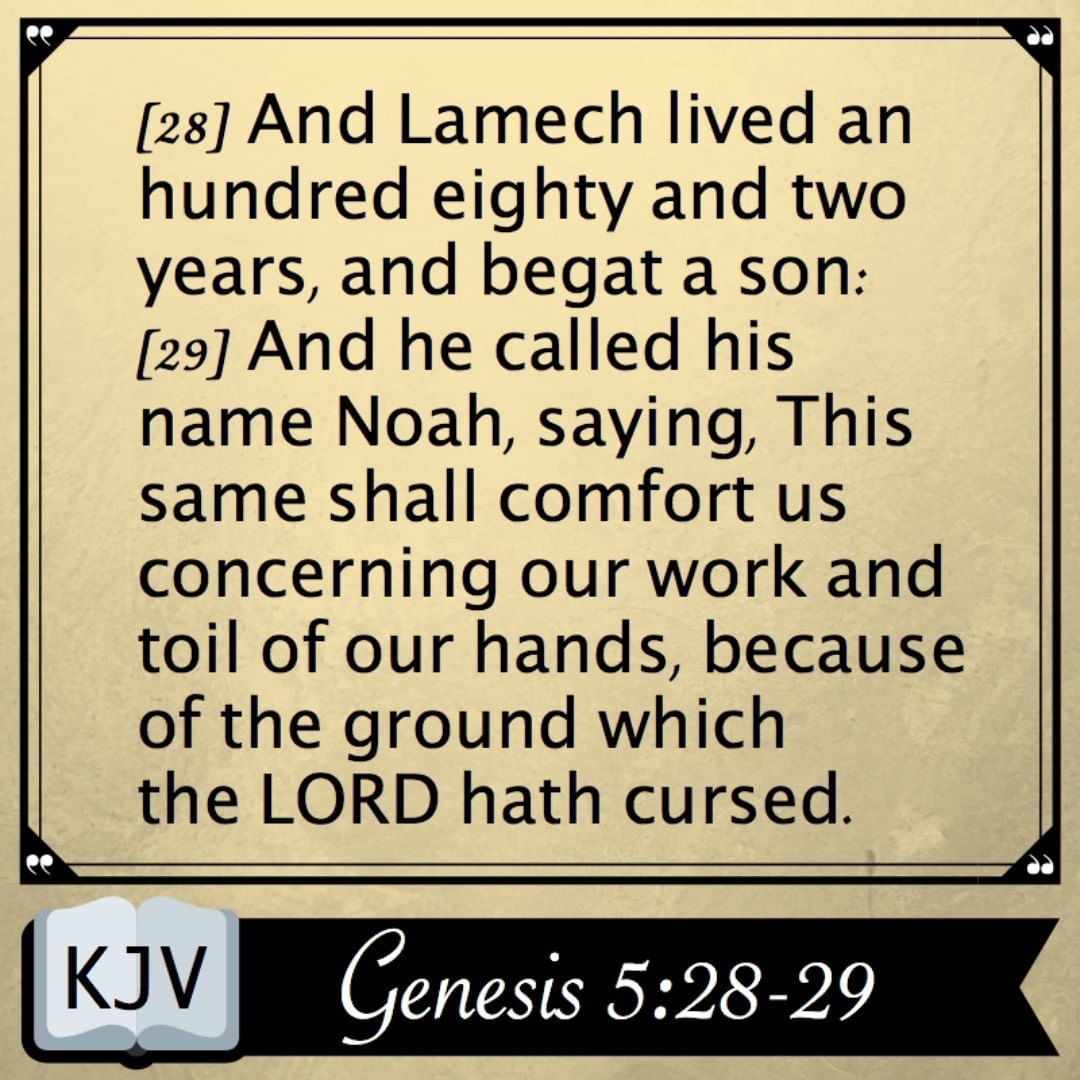 [28] And Lamech lived an
hundred eighty and two
years, and begat a son:
[29] And he called his
name Noah, saying, This
same shall comfort us
concerning our work and
toil of our hands, because
of the ground which
the LORD hath cursed.
KJV
Genesis 5:28-29